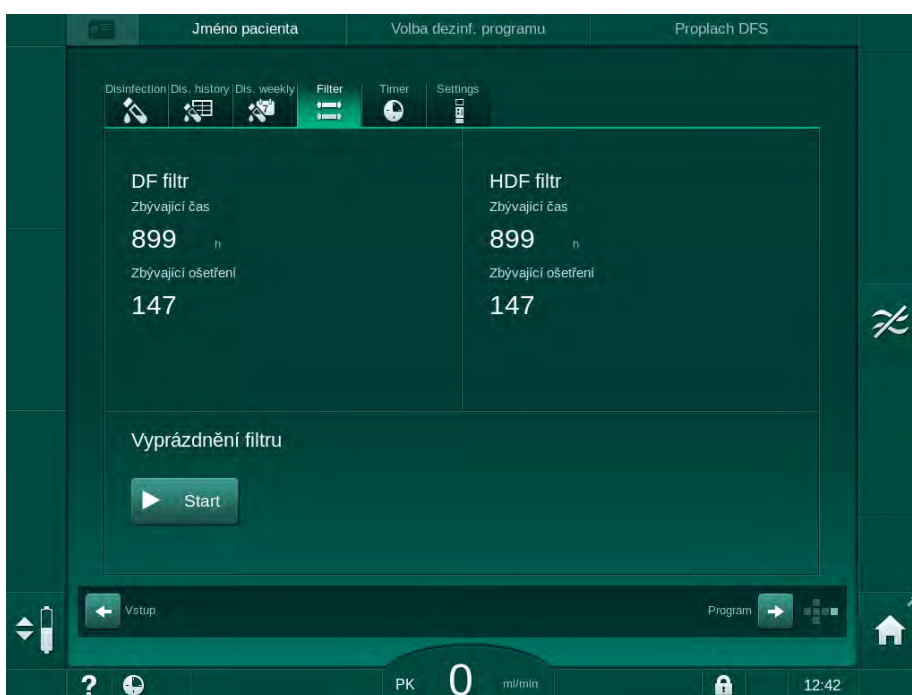 Jméno pacienta
Volba dezinf. programu
Proplach DFS
Disinfection
Dis. history
Dis. weekly
Filter
Timer
Settings
DF filtr
Zbývající čas
899 h
Zbývající ošetření
147
HDF filtr
Zbývající čas
899 h
Zbývající ošetření
147
Vyprázdnění filtru
Start
Vstup
Program
?
PK 0 ml/min
12:42